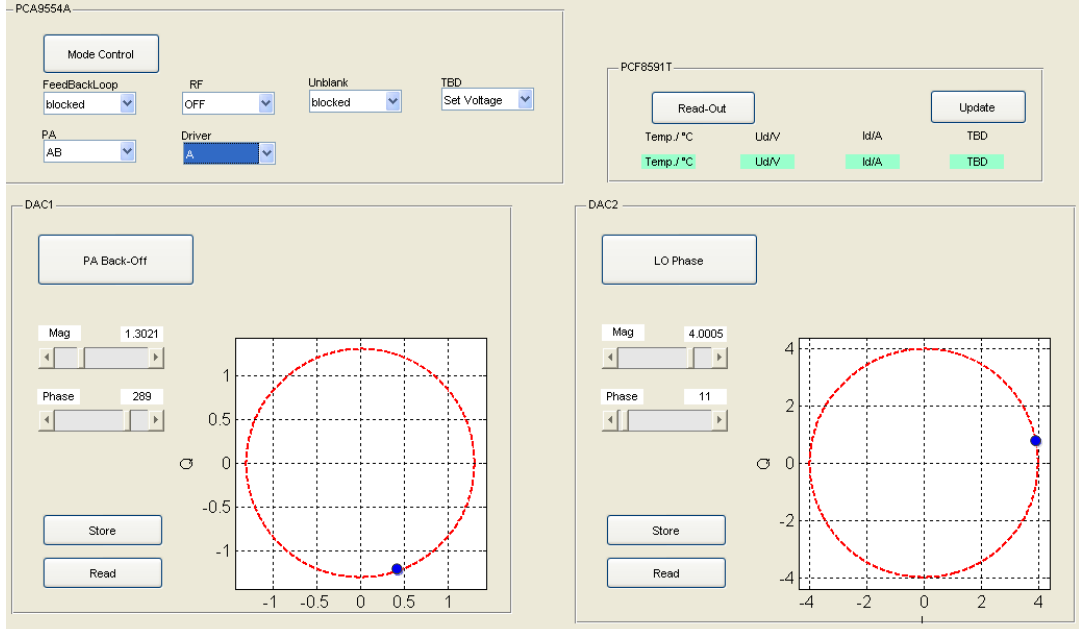 PCA9554A
Mode Control
FeedBackLoop RF Unblank TBD
blocked OFF blocked Set Voltage
PA Driver
AB A
PCF8591T
Read-Out Update
Temp./ °C Ud/V Id/A TBD
Temp./ °C Ud/V Id/A TBD
DAC1
PA Back-Off
Mag 1.3021
Phase 289
Store
Read
Q
1
0.5
0
-0.5
-1
-1 -0.5 0 0.5 1
DAC2
LO Phase
Mag 4.0005
Phase 11
Store
Read
Q
4
2
0
-2
-4
-4 -2 0 2 4
I